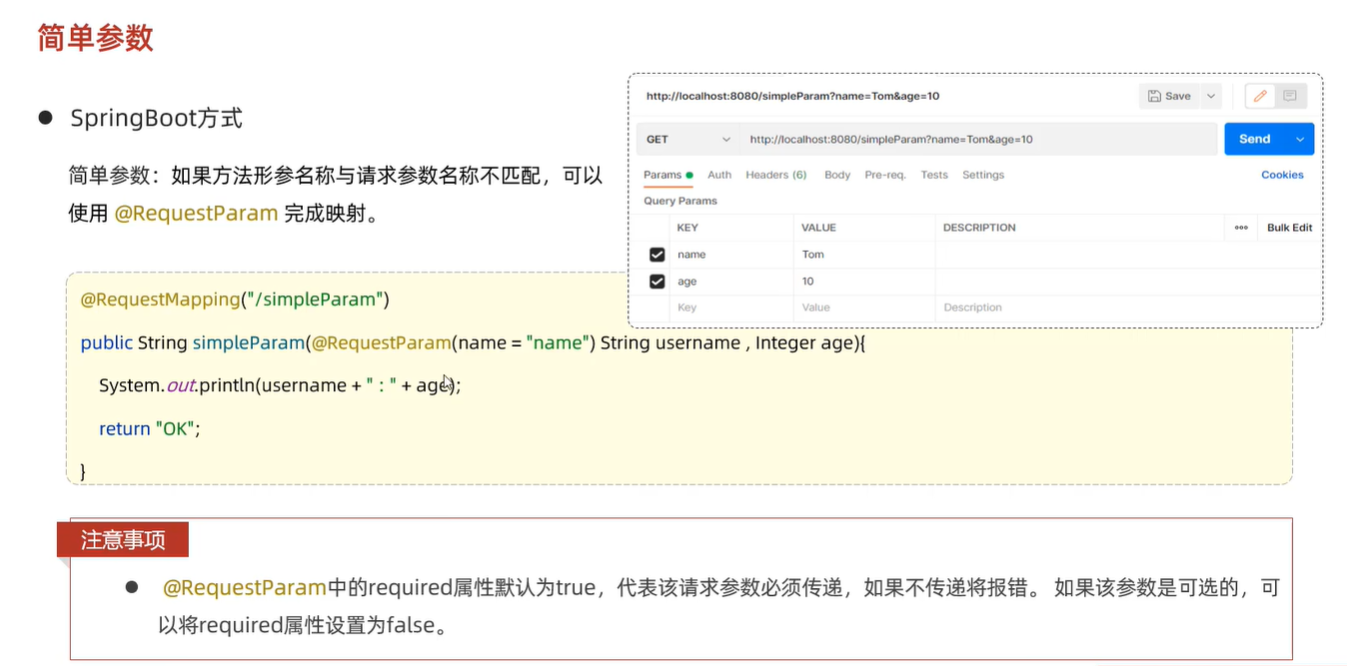 简单参数
SpringBoot方式
简单参数：如果方法形参名称与请求参数名称不匹配，可以
使用 @RequestParam 完成映射。
http://localhost:8080/simpleParam?name=Tom&age=10
Save
GET
http://localhost:8080/simpleParam?name=Tom&age=10
Send
Params Auth Headers (6) Body Pre-req. Tests Settings Cookies
Query Params
KEY VALUE DESCRIPTION ooo Bulk Edit
name Tom
age 10
Key Value Description
@RequestMapping("/simpleParam")
public String simpleParam(@RequestParam(name = "name") String username , Integer age){
System.out.println(username + " : " + age);
return "OK";
}
注意事项
@RequestParam中的required属性默认为true，代表该请求参数必须传递，如果不传递将报错。 如果该参数是可选的，可
以将required属性设置为false。